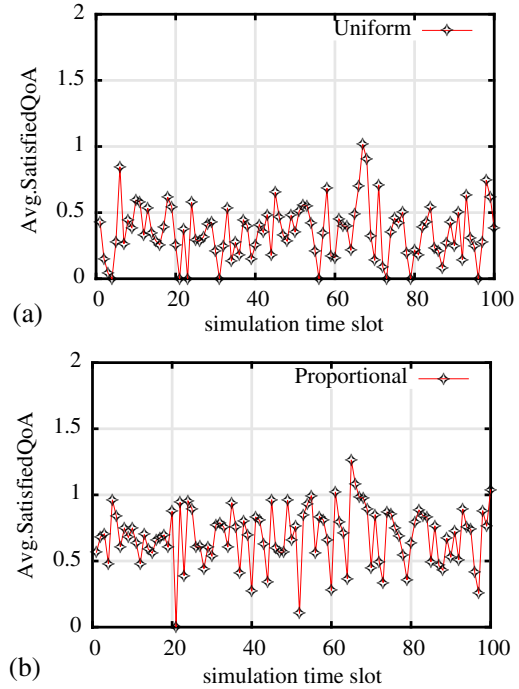 2
Uniform
1.5
1
0.5
0
0 20 40 60 80 100
Avg.SatisfiedQoA
simulation time slot
(a)
2
Proportional
1.5
1
0.5
0
0 20 40 60 80 100
Avg.SatisfiedQoA
simulation time slot
(b)